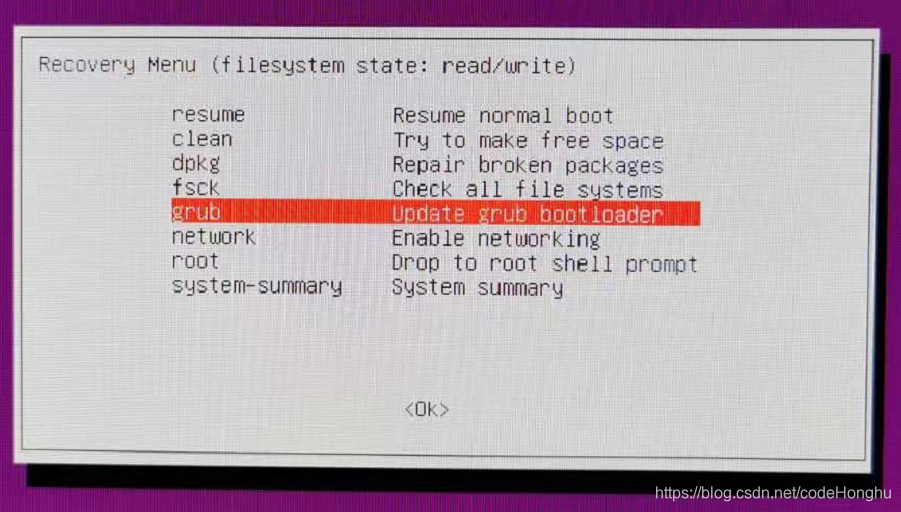 Recovery Menu (filesystem state: read/write)
resume Resume normal boot
clean Try to make free space
dpkg Repair broken packages
fsck Check all file systems
grub Update grub bootloader
network Enable networking
root Drop to root shell prompt
system-summary System summary
<Ok>
https://blog.csdn.net/codeHonghu